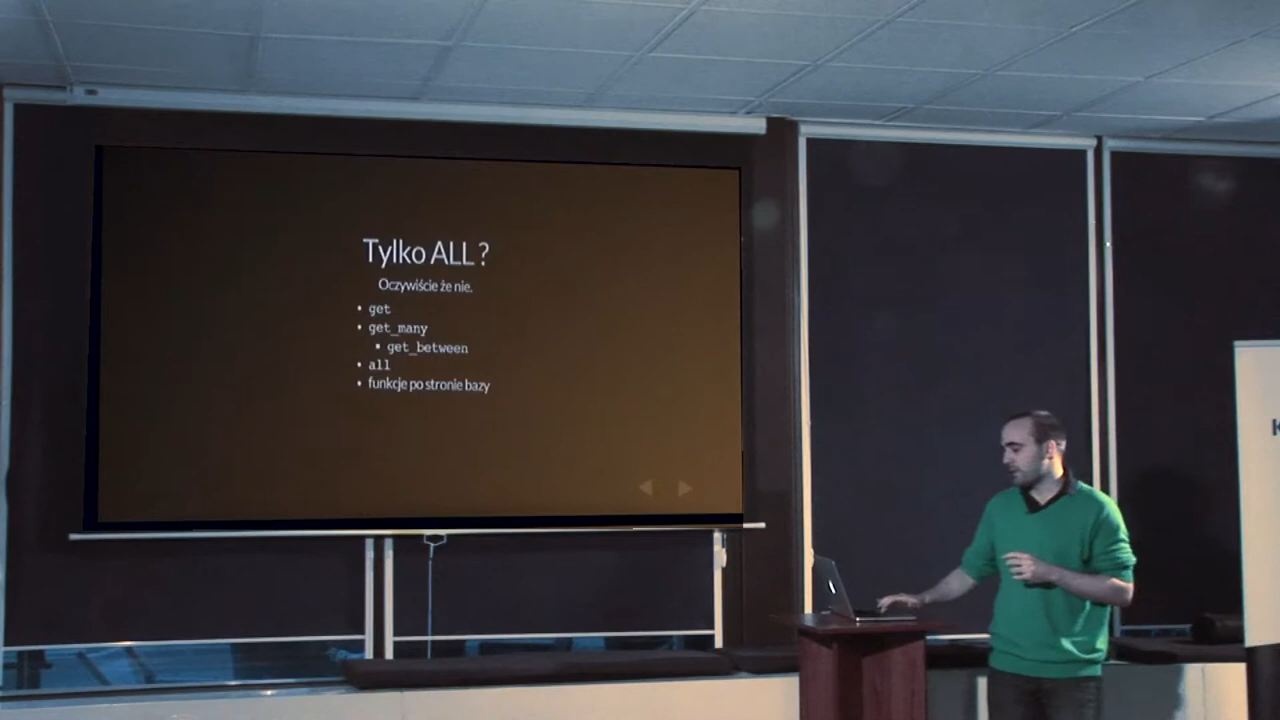 Tylko ALL ?
Oczywiście że nie.
• get
• get_many
▪ get_between
• all
• funkcje po stronie bazy
K